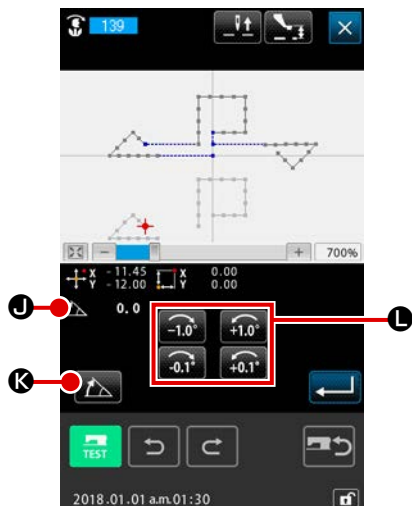 139
700%
X -11.45 X 0.00
Y -12.00 Y 0.00
J 0.0 L
-1.0° +1.0°
-0.1° +0.1°
K
TEST
2018.01.01 a.m.01:30